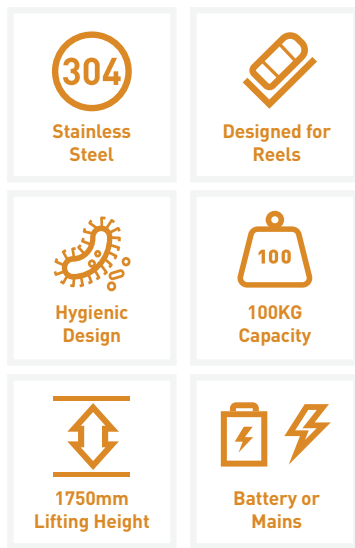 304
Stainless
Steel
Designed for
Reels
Hygienic
Design
100
100KG
Capacity
1750mm
Lifting Height
Battery or
Mains